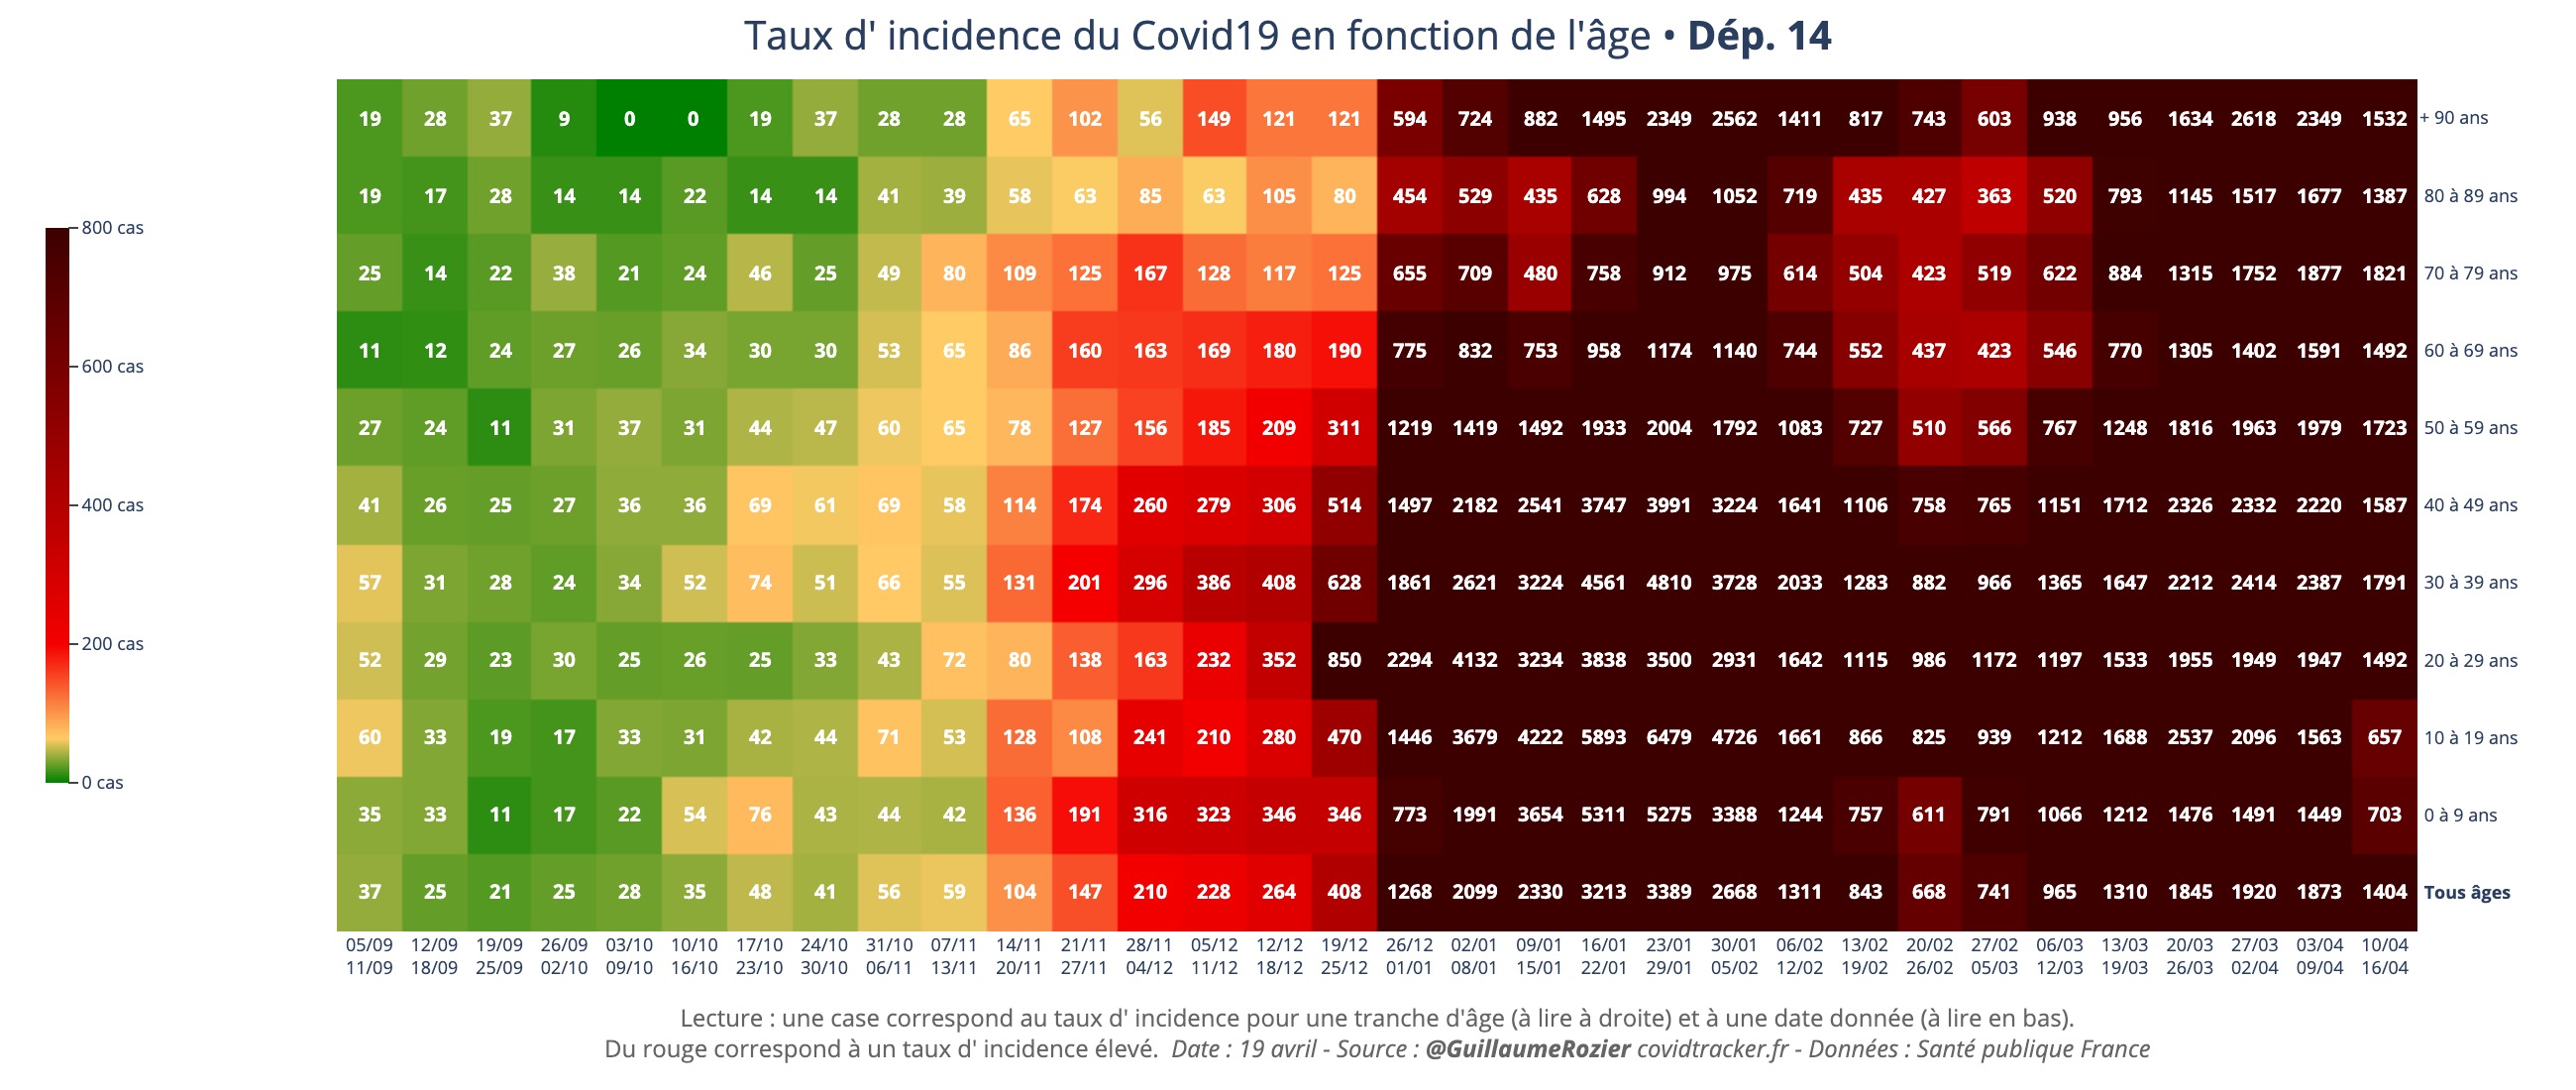 Taux d' incidence du Covid19 en fonction de l'âge • Dép. 14
19 28 37 9 0 0 19 37 28 28 65 102 56 149 121 121 594 724 882 1495 2349 2562 1411 817 743 603 938 956 1634 2618 2349 1532 + 90 ans
19 17 28 14 14 22 14 14 41 39 58 63 85 63 105 80 454 529 435 628 994 1052 719 435 427 363 520 793 1145 1517 1677 1387 80 à 89 ans
800 cas
25 14 22 38 21 24 46 25 49 80 109 125 167 128 117 125 655 709 480 758 912 975 614 504 423 519 622 884 1315 1752 1877 1821 70 à 79 ans
11 12 24 27 26 34 30 30 53 65 86 160 163 169 180 190 775 832 753 958 1174 1140 744 552 437 423 546 770 1305 1402 1591 1492 60 à 69 ans
600 cas
27 24 11 31 37 31 44 47 60 65 78 127 156 185 209 311 1219 1419 1492 1933 2004 1792 1083 727 510 566 767 1248 1816 1963 1979 1723 50 à 59 ans
400 cas
41 26 25 27 36 36 69 61 69 58 114 174 260 279 306 514 1497 2182 2541 3747 3991 3224 1641 1106 758 765 1151 1712 2326 2332 2220 1587 40 à 49 ans
57 31 28 24 34 52 74 51 66 55 131 201 296 386 408 628 1861 2621 3224 4561 4810 3728 2033 1283 882 966 1365 1647 2212 2414 2387 1791 30 à 39 ans
200 cas
52 29 23 30 25 26 25 33 43 72 80 138 163 232 352 850 2294 4132 3234 3838 3500 2931 1642 1115 986 1172 1197 1533 1955 1949 1947 1492 20 à 29 ans
60 33 19 17 33 31 42 44 71 53 128 108 241 210 280 470 1446 3679 4222 5893 6479 4726 1661 866 825 939 1212 1688 2537 2096 1563 657 10 à 19 ans
0 cas
35 33 11 17 22 54 76 43 44 42 136 191 316 323 346 346 773 1991 3654 5311 5275 3388 1244 757 611 791 1066 1212 1476 1491 1449 703 0 à 9 ans
37 25 21 25 28 35 48 41 56 59 104 147 210 228 264 408 1268 2099 2330 3213 3389 2668 1311 843 668 741 965 1310 1845 1920 1873 1404 Tous âges
05/09 12/09 19/09 26/09 03/10 10/10 17/10 24/10 31/10 07/11 14/11 21/11 28/11 05/12 12/12 19/12 26/12 02/01 09/01 16/01 23/01 30/01 06/02 13/02 20/02 27/02 06/03 13/03 20/03 27/03 03/04 10/04
11/09 18/09 25/09 02/10 09/10 16/10 23/10 30/10 06/11 13/11 20/11 27/11 04/12 11/12 18/12 25/12 01/01 08/01 15/01 22/01 29/01 05/02 12/02 19/02 26/02 05/03 12/03 19/03 26/03 02/04 09/04 16/04
Lecture : une case correspond au taux d' incidence pour une tranche d'âge (à lire à droite) et à une date donnée (à lire en bas).
Du rouge correspond à un taux d' incidence élevé. Date : 19 avril - Source : @GuillaumeRozier covidtracker.fr - Données : Santé publique France